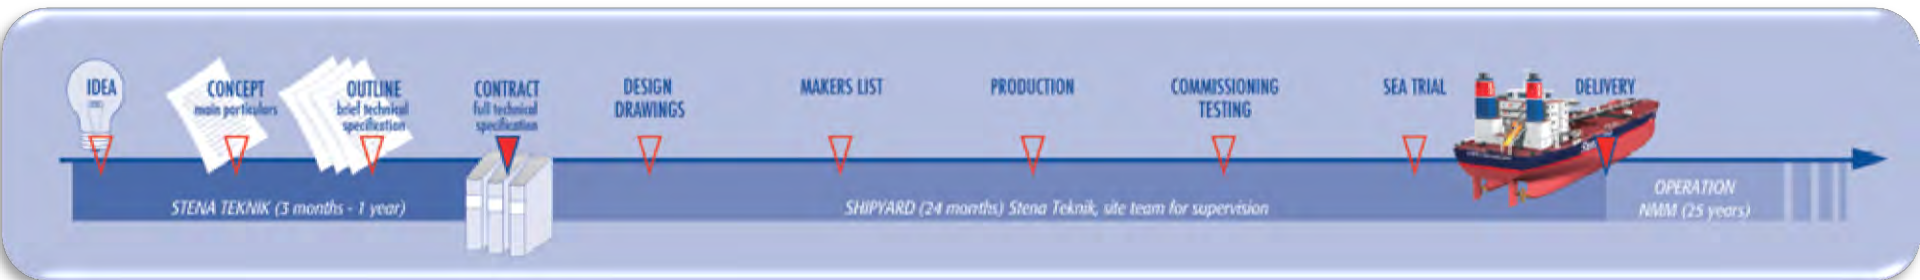 IDEA
CONCEPT
main particulars
OUTLINE
brief technical
specification
CONTRACT
full technical
specification
DESIGN
DRAWINGS
MAKERS LIST
PRODUCTION
COMMISSIONING
TESTING
SEA TRIAL
DELIVERY
STENA TEKNIK (3 months - 1 year)
SHIPYARD (24 months) Stena Teknik, site team for supervision
OPERATION
NMM (25 years)